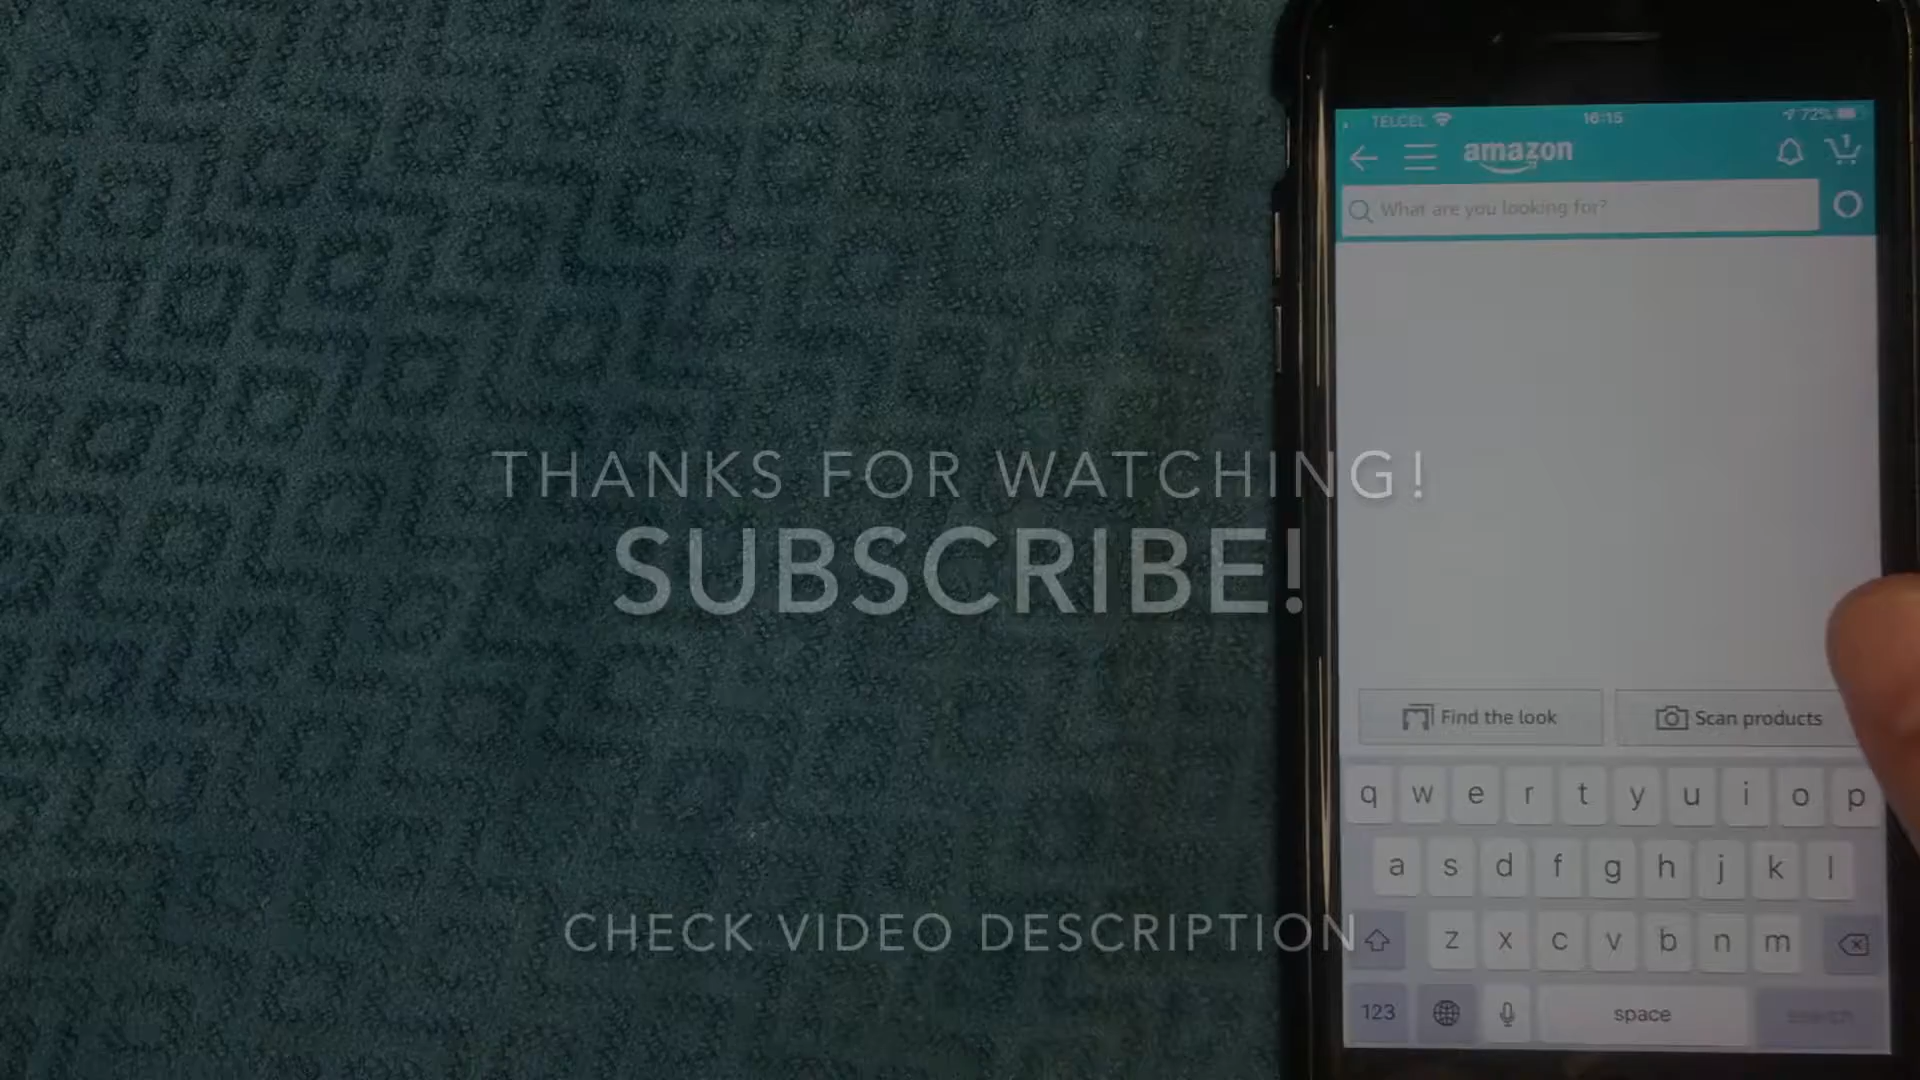 TELCEL 16:15 72%
amazon 1
What are you looking for?
THANKS FOR WATCHING!
SUBSCRIBE!
Find the look Scan products
q w e r t y u i o p
a s d f g h j k l
CHECK VIDEO DESCRIPTION
z x c v b n m
123 space